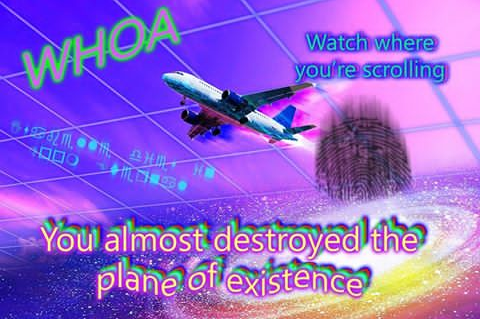 WHOA
Watch where
you're scrolling
You almost destroyed the
plane of existence